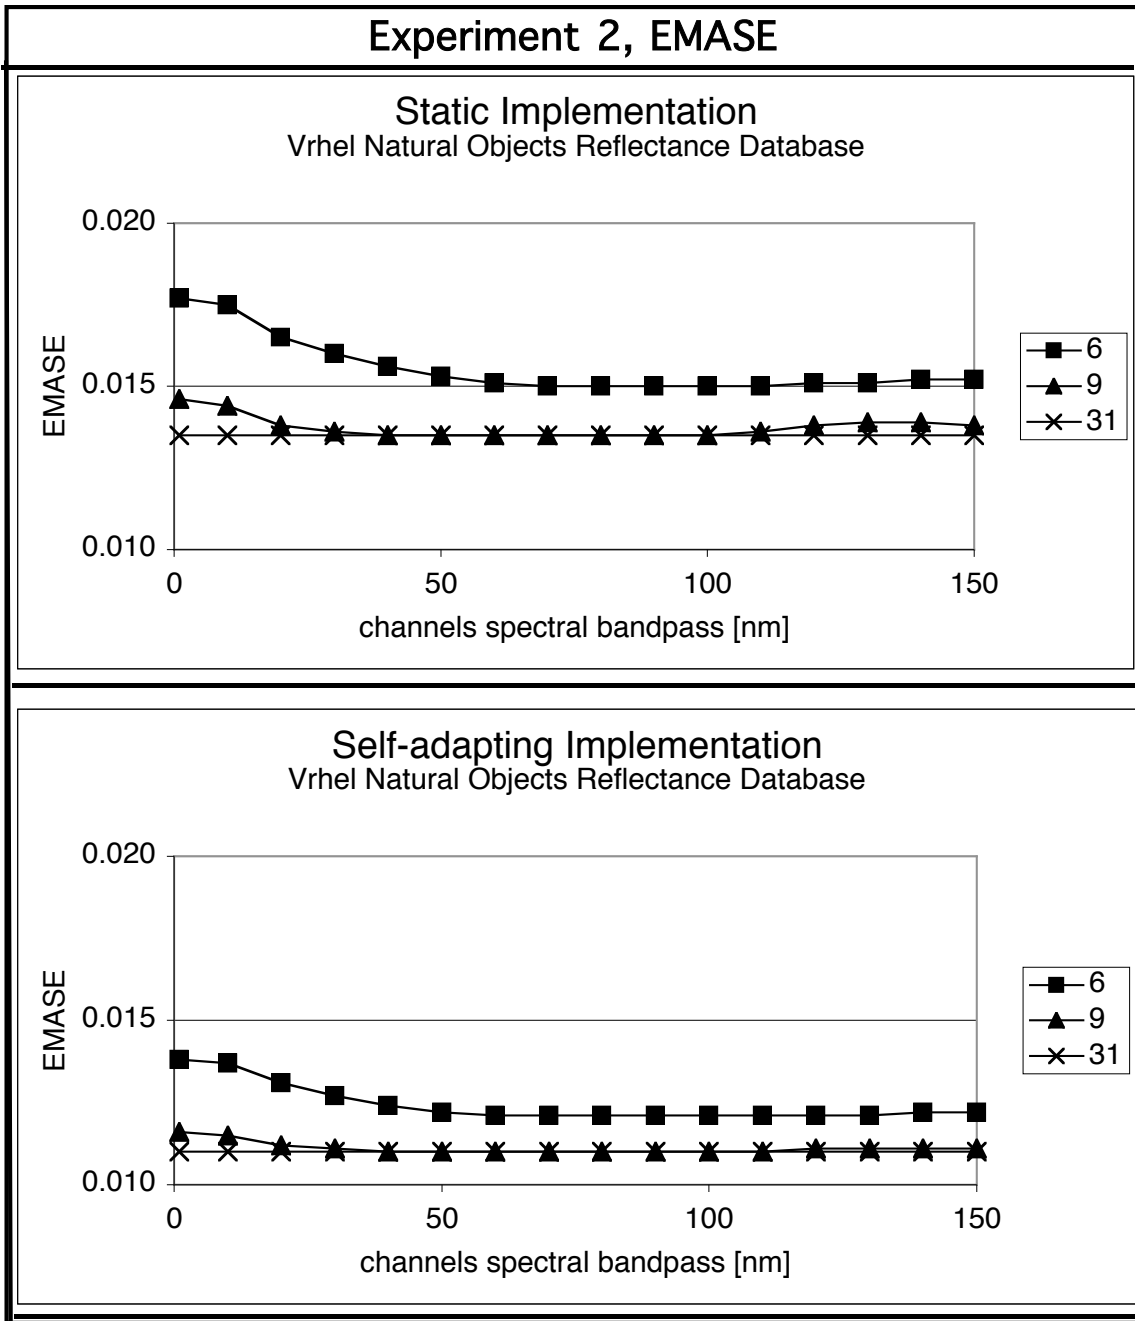 Experiment 2, EMASE
Static Implementation
Vrhel Natural Objects Reflectance Database
0.020
0.015
0.010
EMASE
0
50
100
150
channels spectral bandpass [nm]
6
9
31
Self-adapting Implementation
Vrhel Natural Objects Reflectance Database
0.020
0.015
0.010
EMASE
0
50
100
150
channels spectral bandpass [nm]
6
9
31